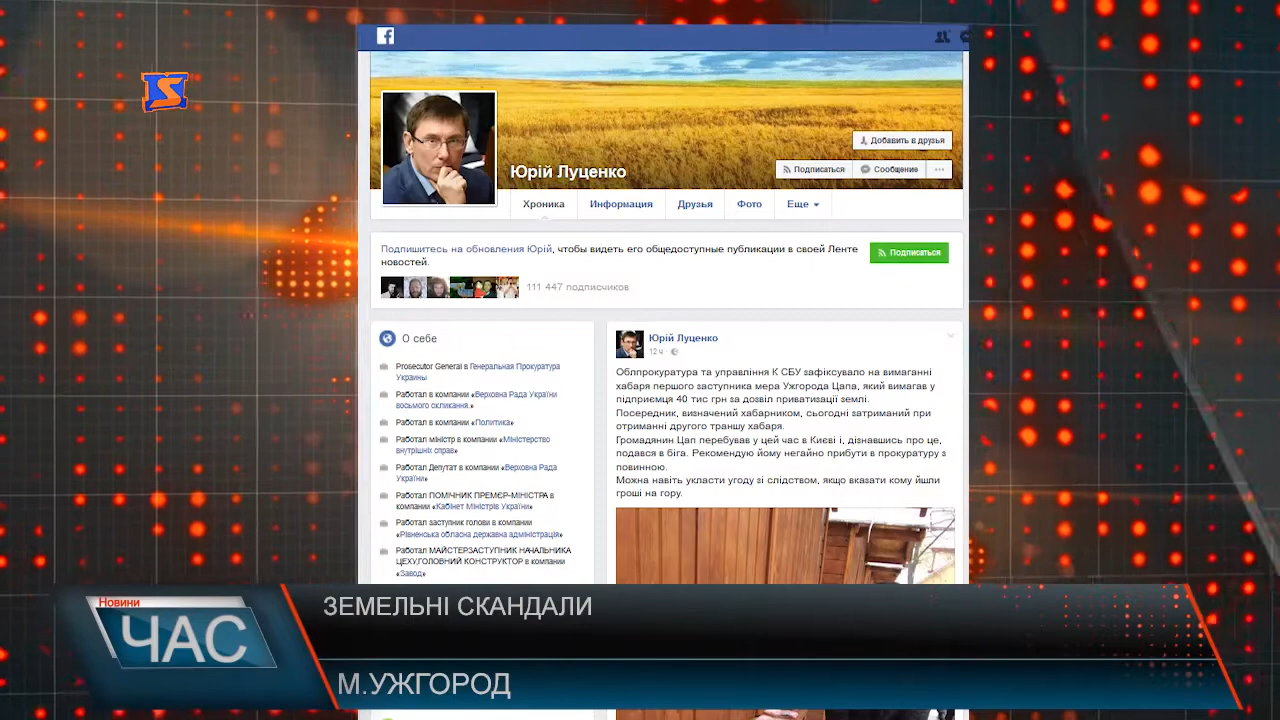 S
f
Добавить в друзья
Юрій Луценко
Подписаться
Сообщение
...
Хроника
Информация
Друзья
Фото
Еще
Подпишитесь на обновления Юрій, чтобы видеть его общедоступные публикации в своей Ленте
новостей.
Подписаться
111 447 подписчиков
О себе
Prosecutor General в Генеральная Прокуратура
Украины
Работал в компании «Верховна Рада України
восьмого скликання.»
Работал в компании «Политика»
Работал міністр в компании «Міністерство
внутрішніх справ»
Работал Депутат в компании «Верховна Рада
України»
Работал ПОМІЧНИК ПРЕМЄР-МІНІСТРА в
компании «Кабінет Міністрів України»
Работал заступник голови в компании
«Рівненська обласна державна адміністрація»
Работал МАЙСТЕРЗАСТУПНИК НАЧАЛЬНИКА
ЦЕХУ,ГОЛОВНИЙ КОНСТРУКТОР в компании
«Завод»
Юрій Луценко
12 ч ·
Облпрокуратура та управління К СБУ зафіксувало на вимаганні
хабаря першого заступника мера Ужгорода Цапа, який вимагав у
підприємця 40 тис грн за дозвіл приватизації землі.
Посередник, визначений хабарником, сьогодні затриманий при
отриманні другого траншу хабаря.
Громадянин Цап перебував у цей час в Києві і, дізнавшись про це,
подався в біга. Рекомендую йому негайно прибути в прокуратуру з
повинною.
Можна навіть укласти угоду зі слідством, якщо вказати кому йшли
гроші на гору.
Новини
ЧАС
ЗЕМЕЛЬНІ СКАНДАЛИ
М.УЖГОРОД